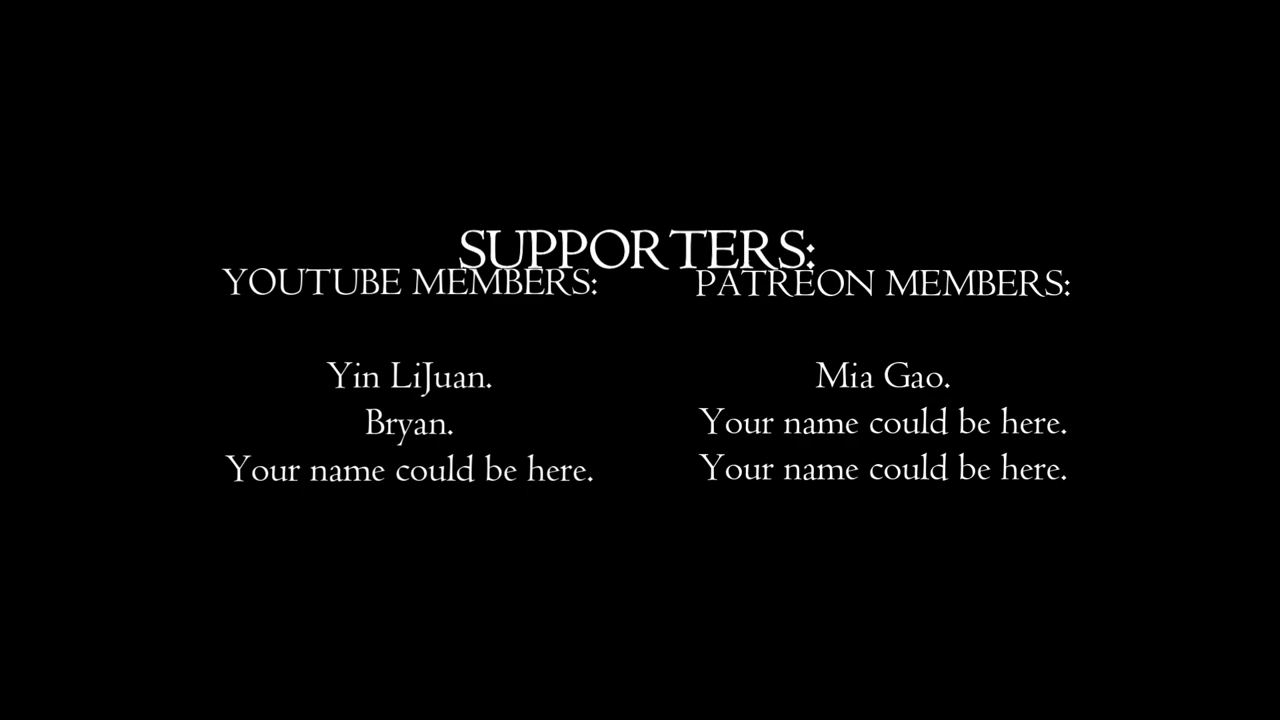 SUPPORTERS:
YOUTUBE MEMBERS:
Yin LiJuan.
Bryan.
Your name could be here.
PATREON MEMBERS:
Mia Gao.
Your name could be here.
Your name could be here.